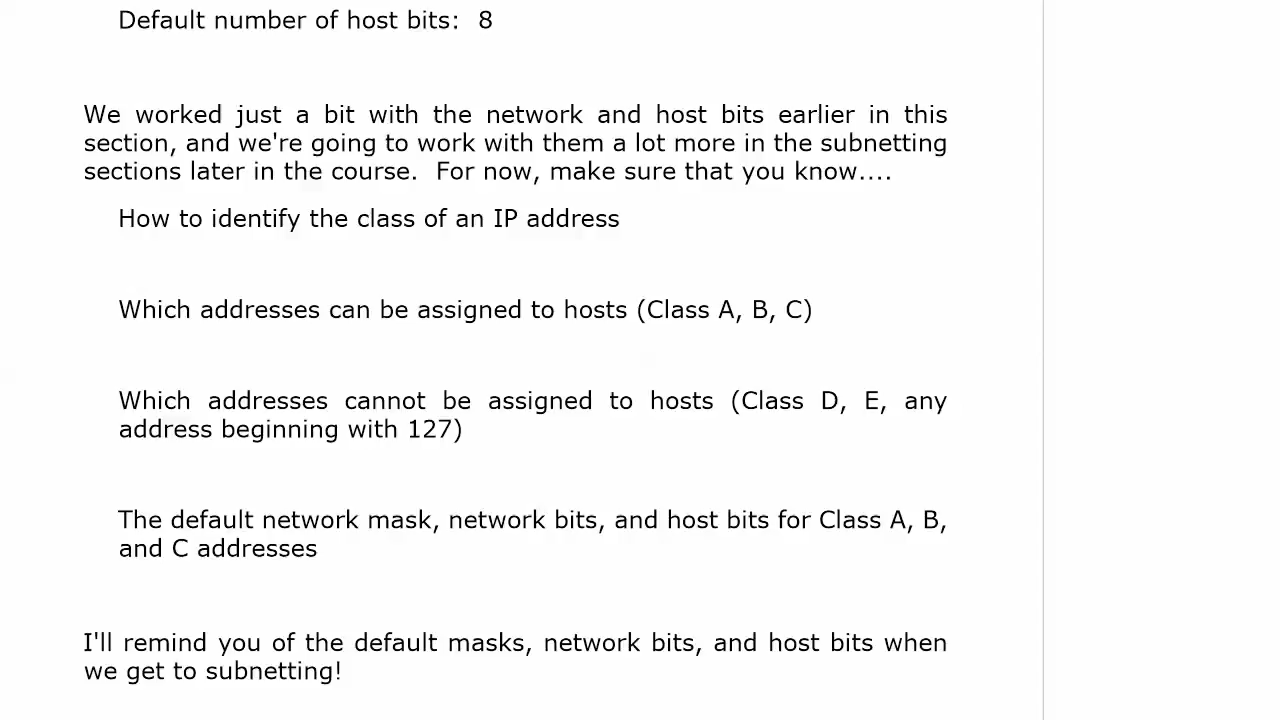 Default number of host bits:  8
We worked just a bit with the network and host bits earlier in this
section, and we're going to work with them a lot more in the subnetting
sections later in the course.  For now, make sure that you know....
How to identify the class of an IP address
Which addresses can be assigned to hosts (Class A, B, C)
Which addresses cannot be assigned to hosts (Class D, E, any
address beginning with 127)
The default network mask, network bits, and host bits for Class A, B,
and C addresses
I'll remind you of the default masks, network bits, and host bits when
we get to subnetting!